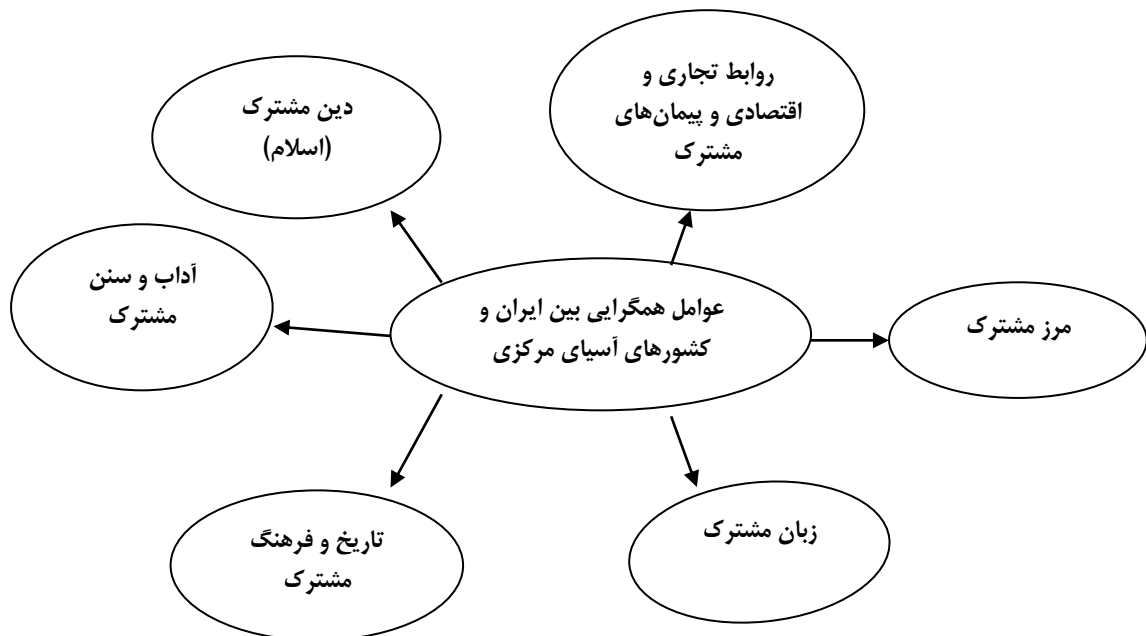 روابط تجاری و
اقتصادی و پیمان‌های
مشترک
دین مشترک
(اسلام)
آداب و سنن
مشترک
عوامل همگرایی بین ایران و
کشورهای آسیای مرکزی
مرز مشترک
زبان مشترک
تاریخ و فرهنگ
مشترک